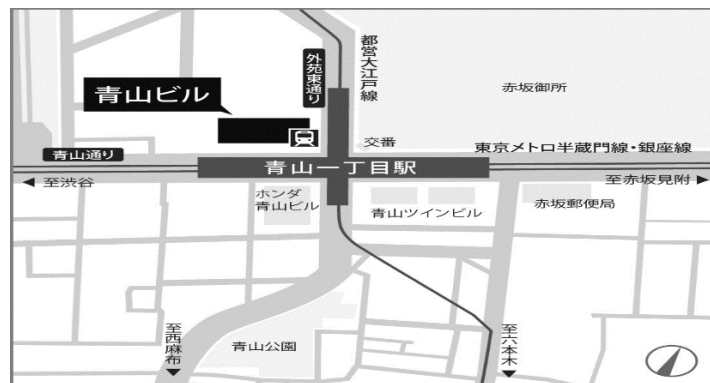 外苑東通り
都営大江戸線
赤坂御所
青山ビル
交番
東京メトロ半蔵門線・銀座線
青山通り
青山一丁目駅
◀ 至渋谷
至赤坂見附 ▶
ホンダ
青山ビル
青山ツインビル
赤坂郵便局
至西麻布
青山公園
至六本木